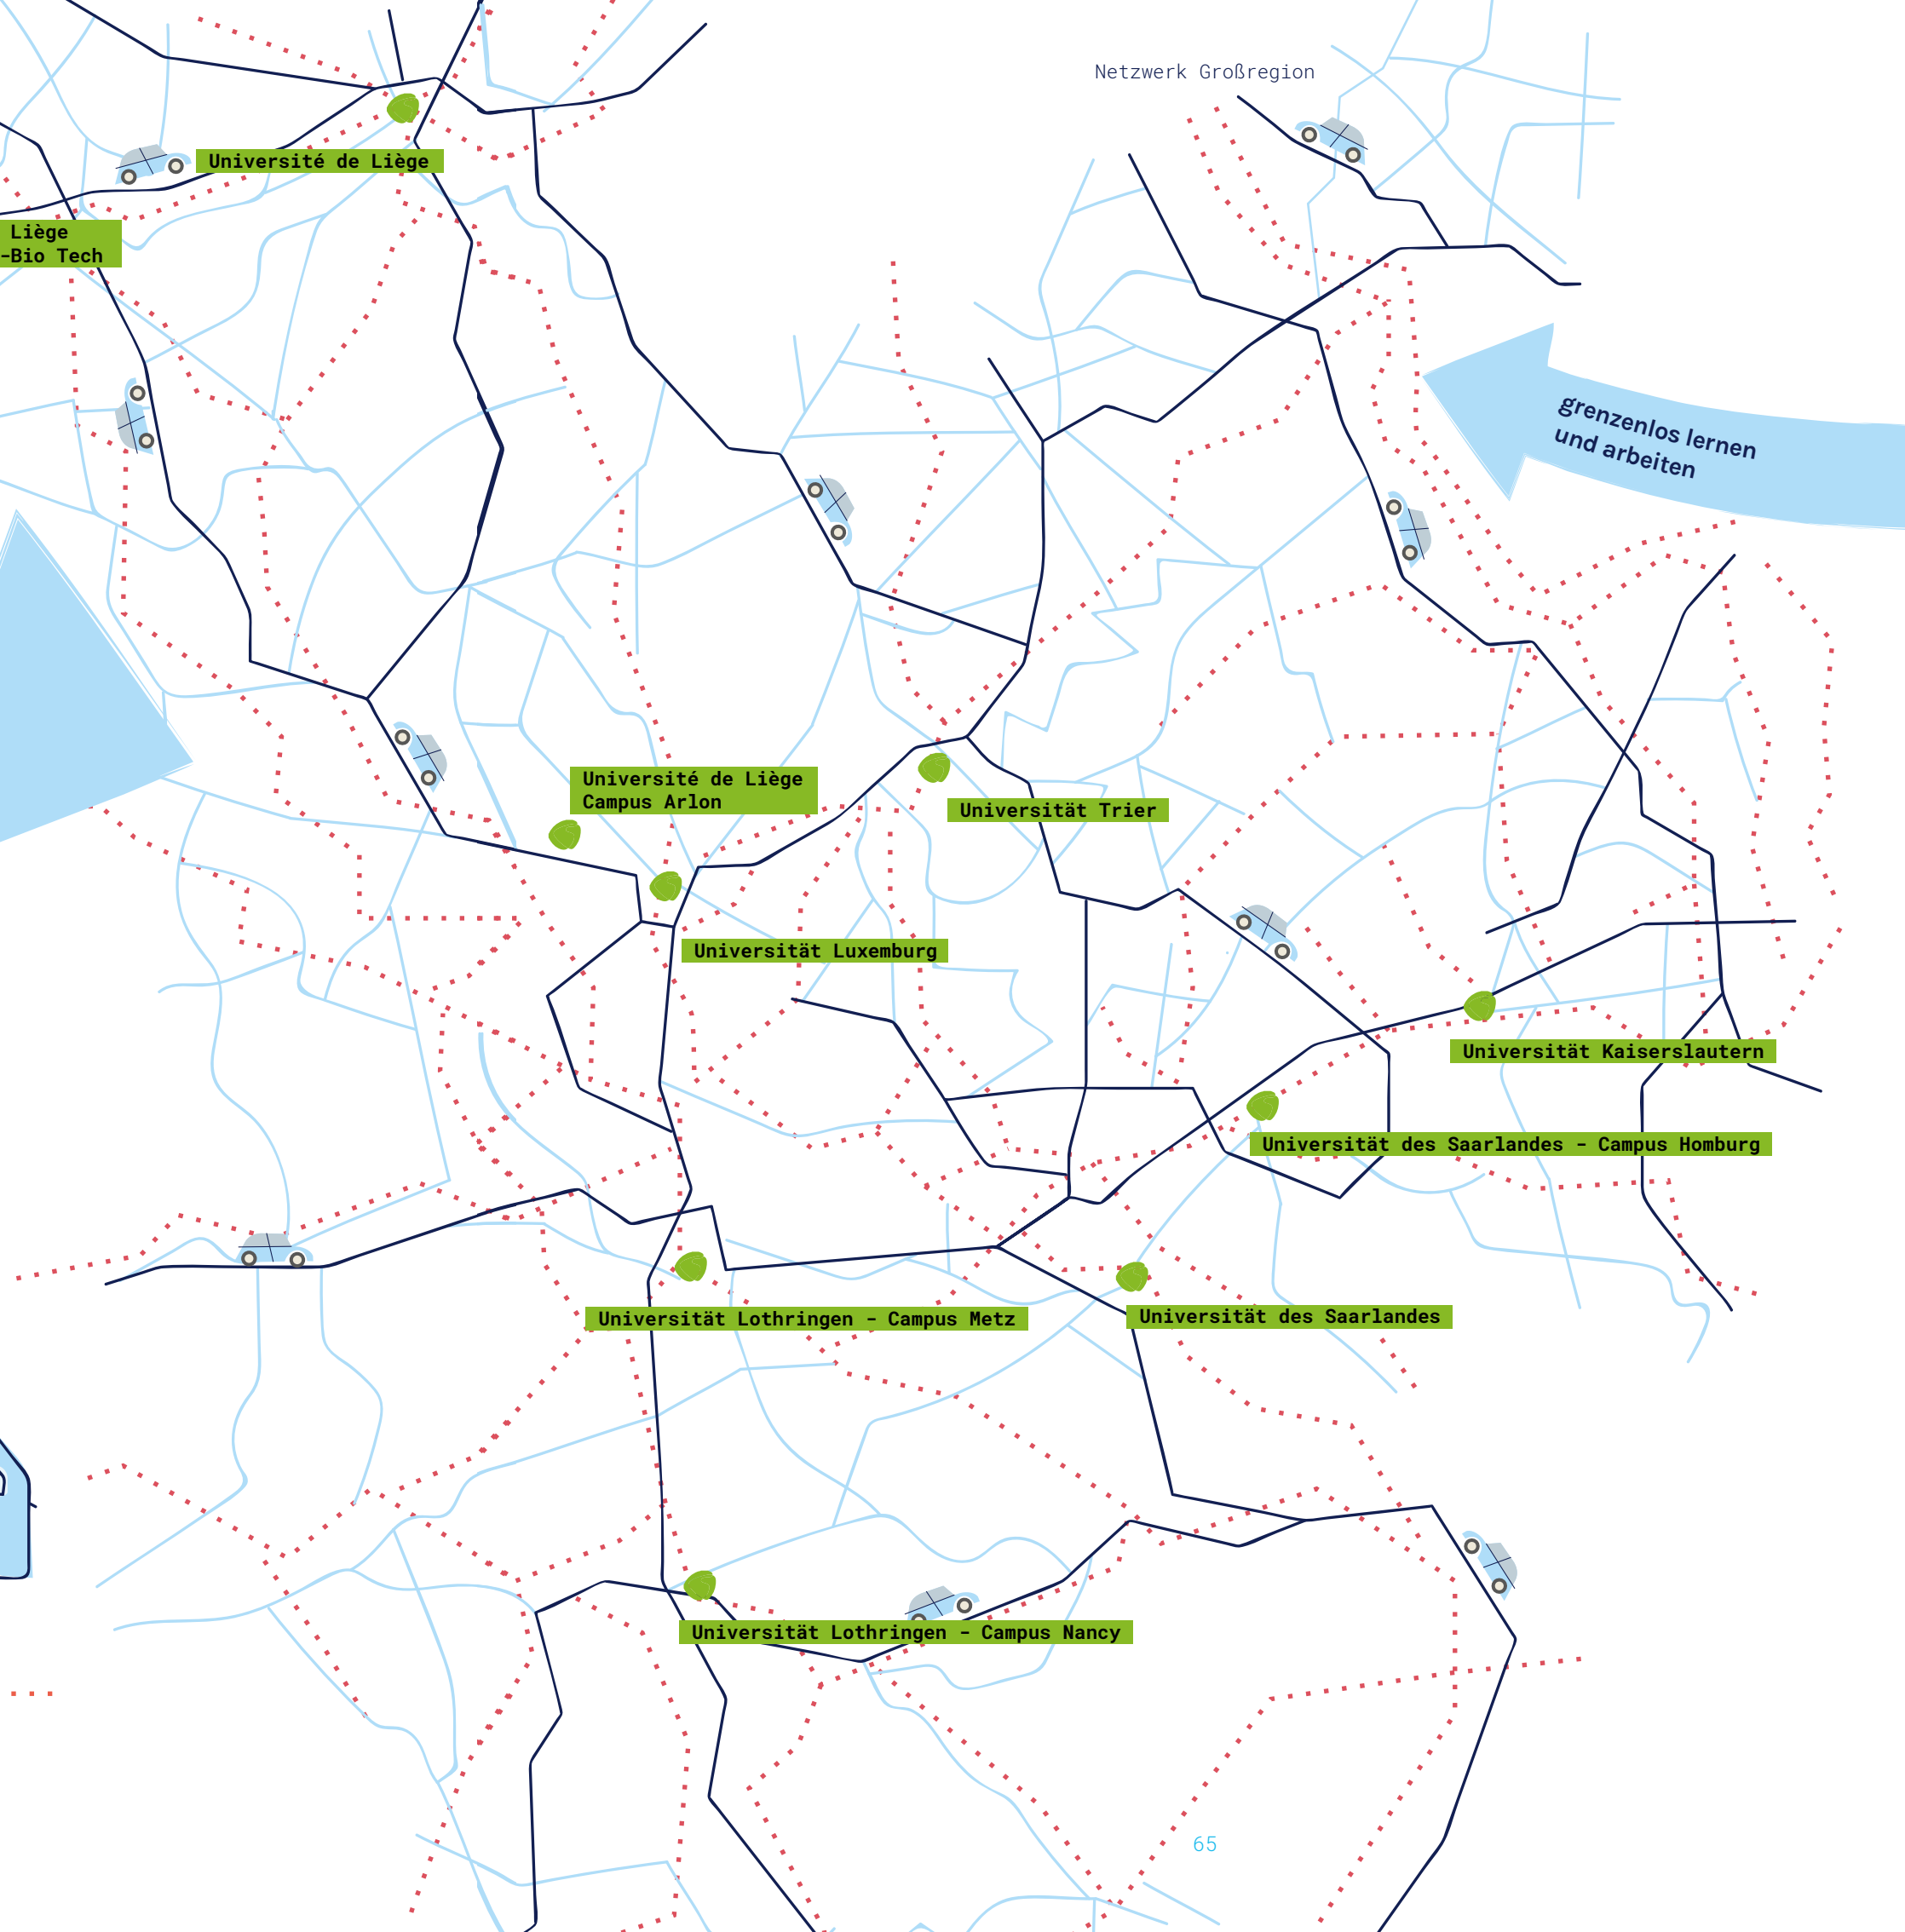 Netzwerk Großregion
Université de Liège
Liège
-Bio Tech
grenzenlos lernen
und arbeiten
Université de Liège
Campus Arlon
Universität Trier
Universität Luxemburg
Universität Kaiserslautern
Universität des Saarlandes - Campus Homburg
Universität Lothringen - Campus Metz
Universität des Saarlandes
Universität Lothringen - Campus Nancy
65